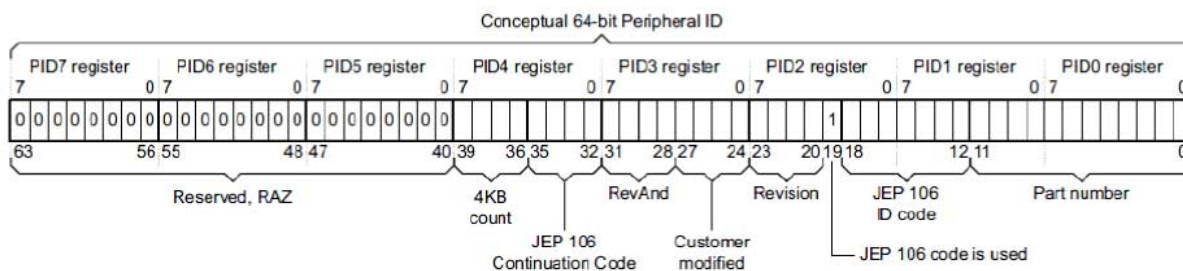 Conceptual 64-bit Peripheral ID
PID7 register PID6 register PID5 register PID4 register PID3 register PID2 register PID1 register PID0 register
7 0 7 0 7 0 7 0 7 0 7 0 7 0 7 0
0 0 0 0 0 0 0 0 0 0 0 0 0 0 0 0 0 0 0 0 0 0 0 0 1
63 56 55 48 47 40 39 36 35 32 31 28 27 24 23 20 19 18 12 11 0
Reserved, RAZ 4KB count RevAnd Revision JEP 106 ID code Part number
JEP 106 Continuation Code Customer modified JEP 106 code is used